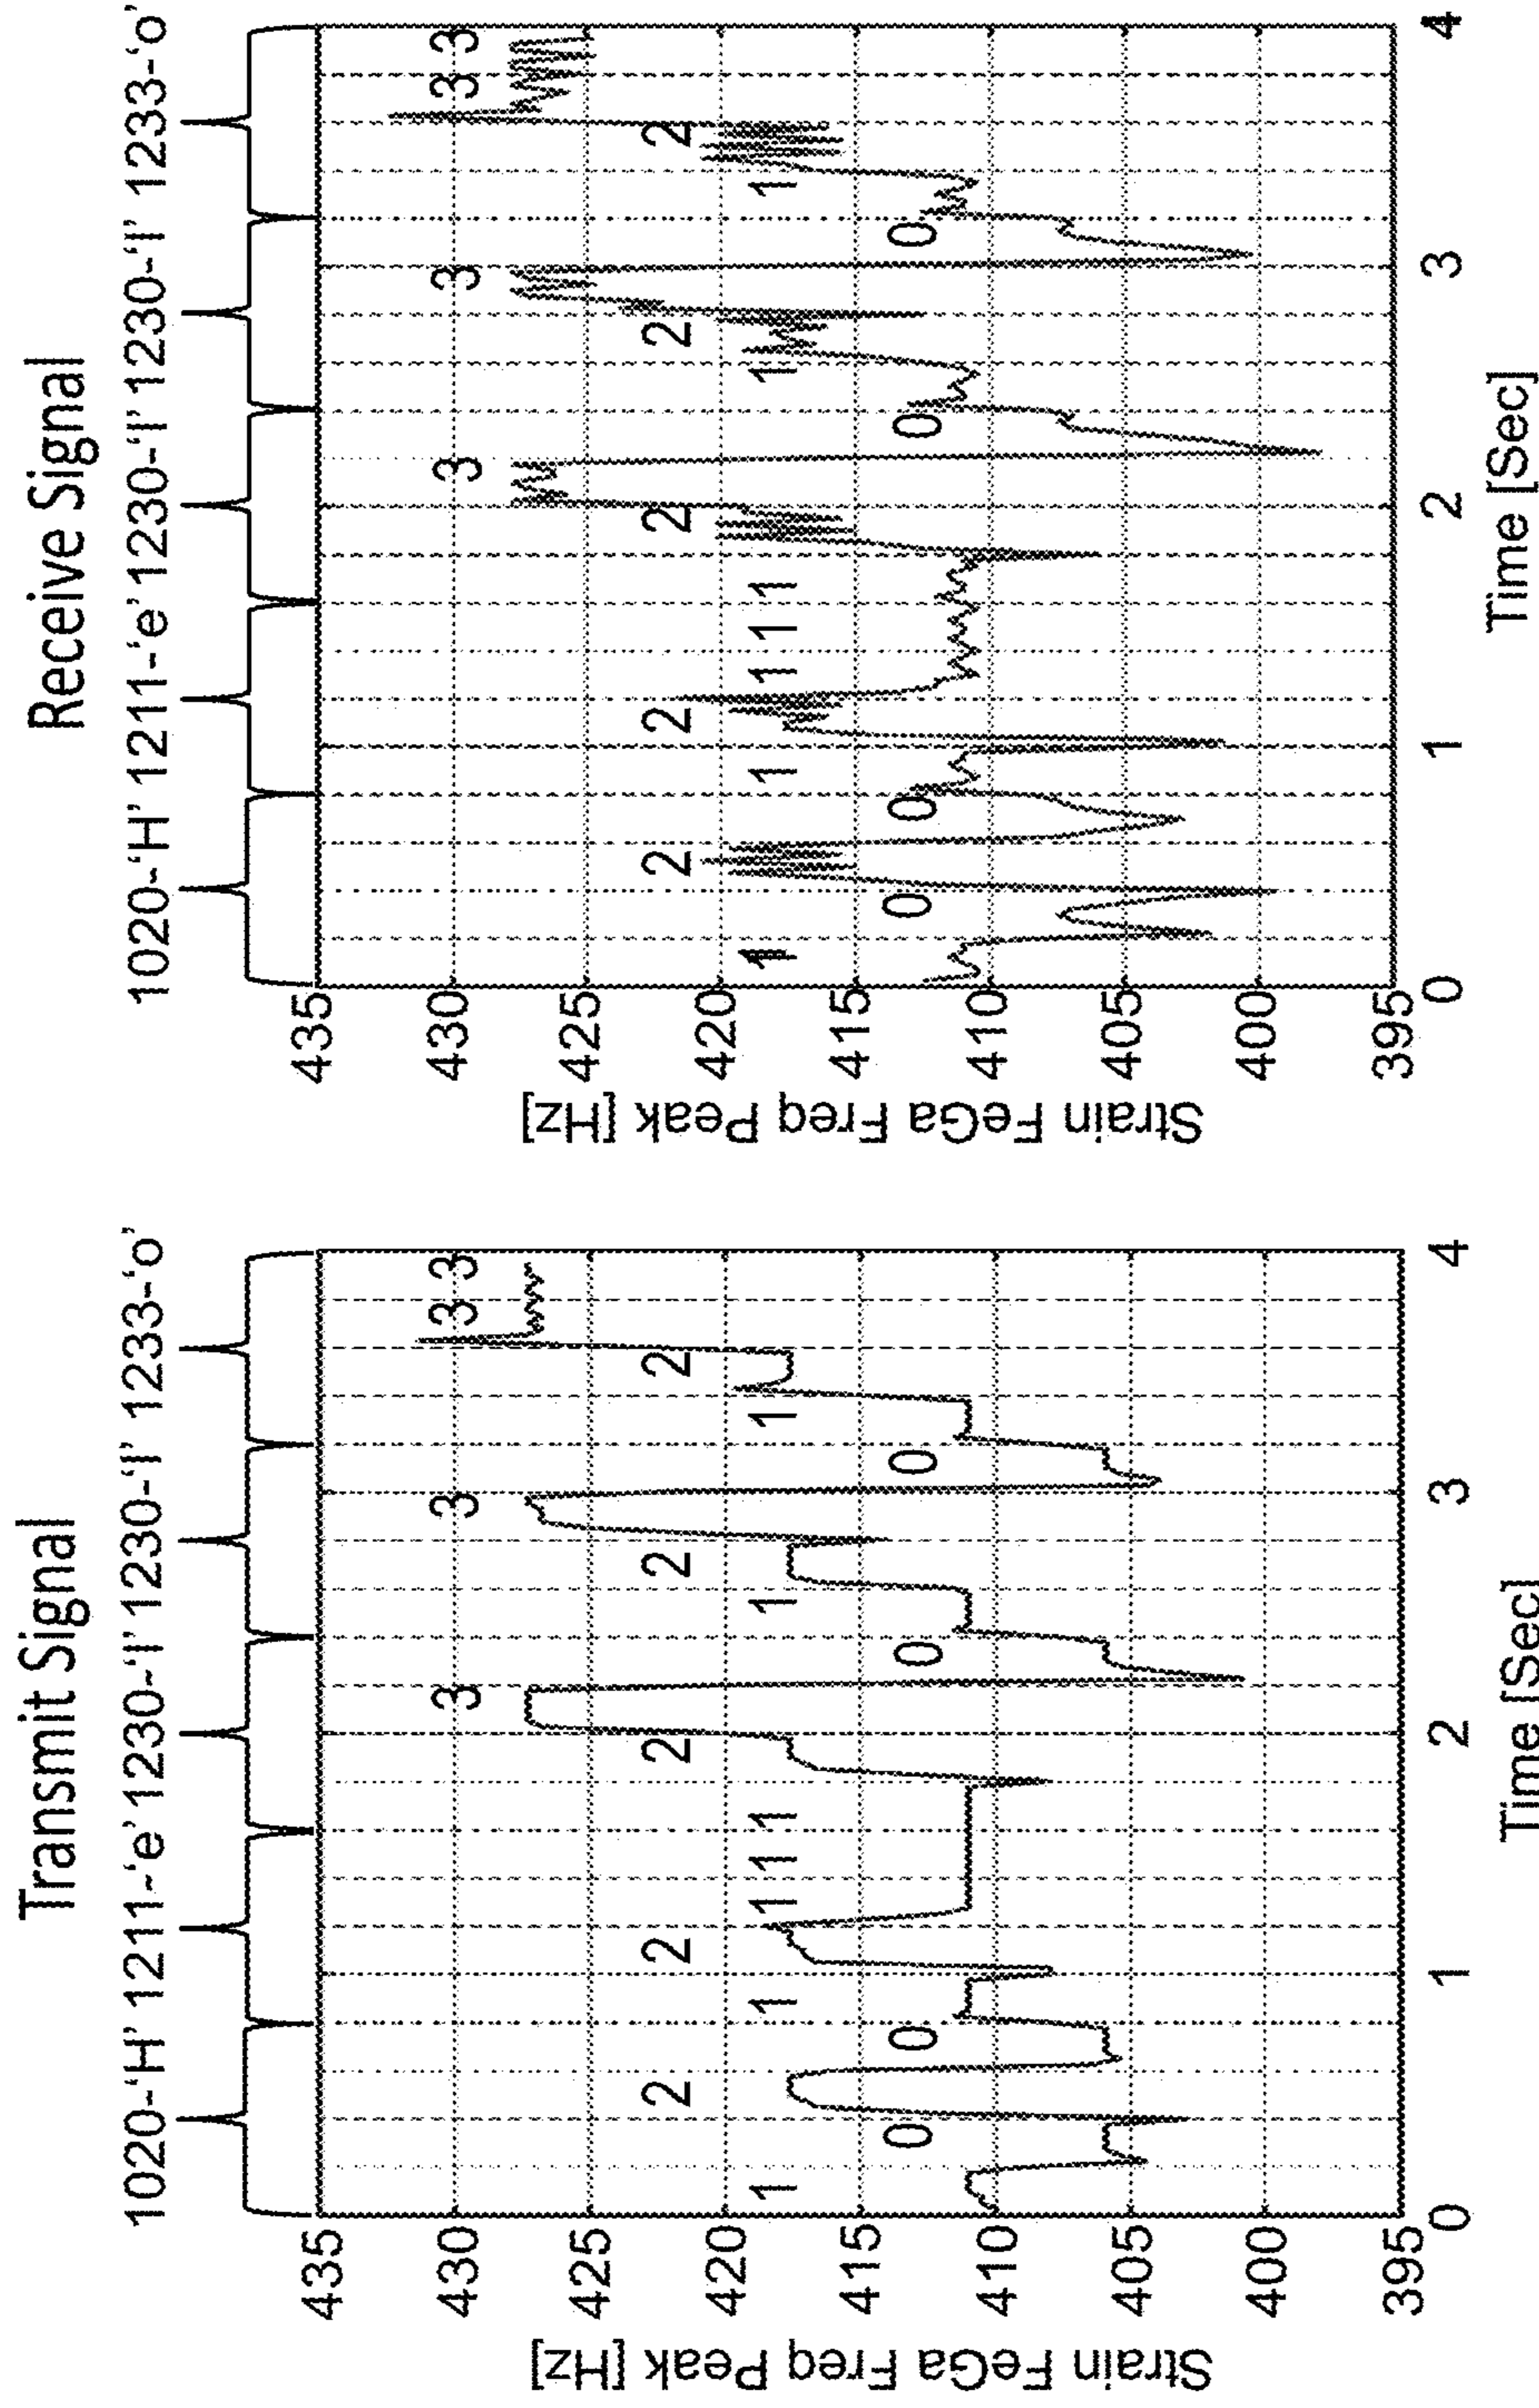 Transmit Signal
1020-‘H’ 1211-‘e’ 1230-‘l’ 1230-‘l’ 1233-‘o’
435
430
3 3 3 3
425
2 2 2 2 2
420
1 1 1 1 1 1 1
415
0 0 0 0
410
405
400
395
0 1 2 3 4
Strain FeGa Freq Peak [Hz]
Time [Sec]
Receive Signal
1020-‘H’ 1211-‘e’ 1230-‘l’ 1230-‘l’ 1233-‘o’
435
430
3 3 3 3
425
2 2 2 2 2
420
1 1 1 1 1 1 1
415
0 0 0 0
410
405
400
395
0 1 2 3 4
Strain FeGa Freq Peak [Hz]
Time [Sec]